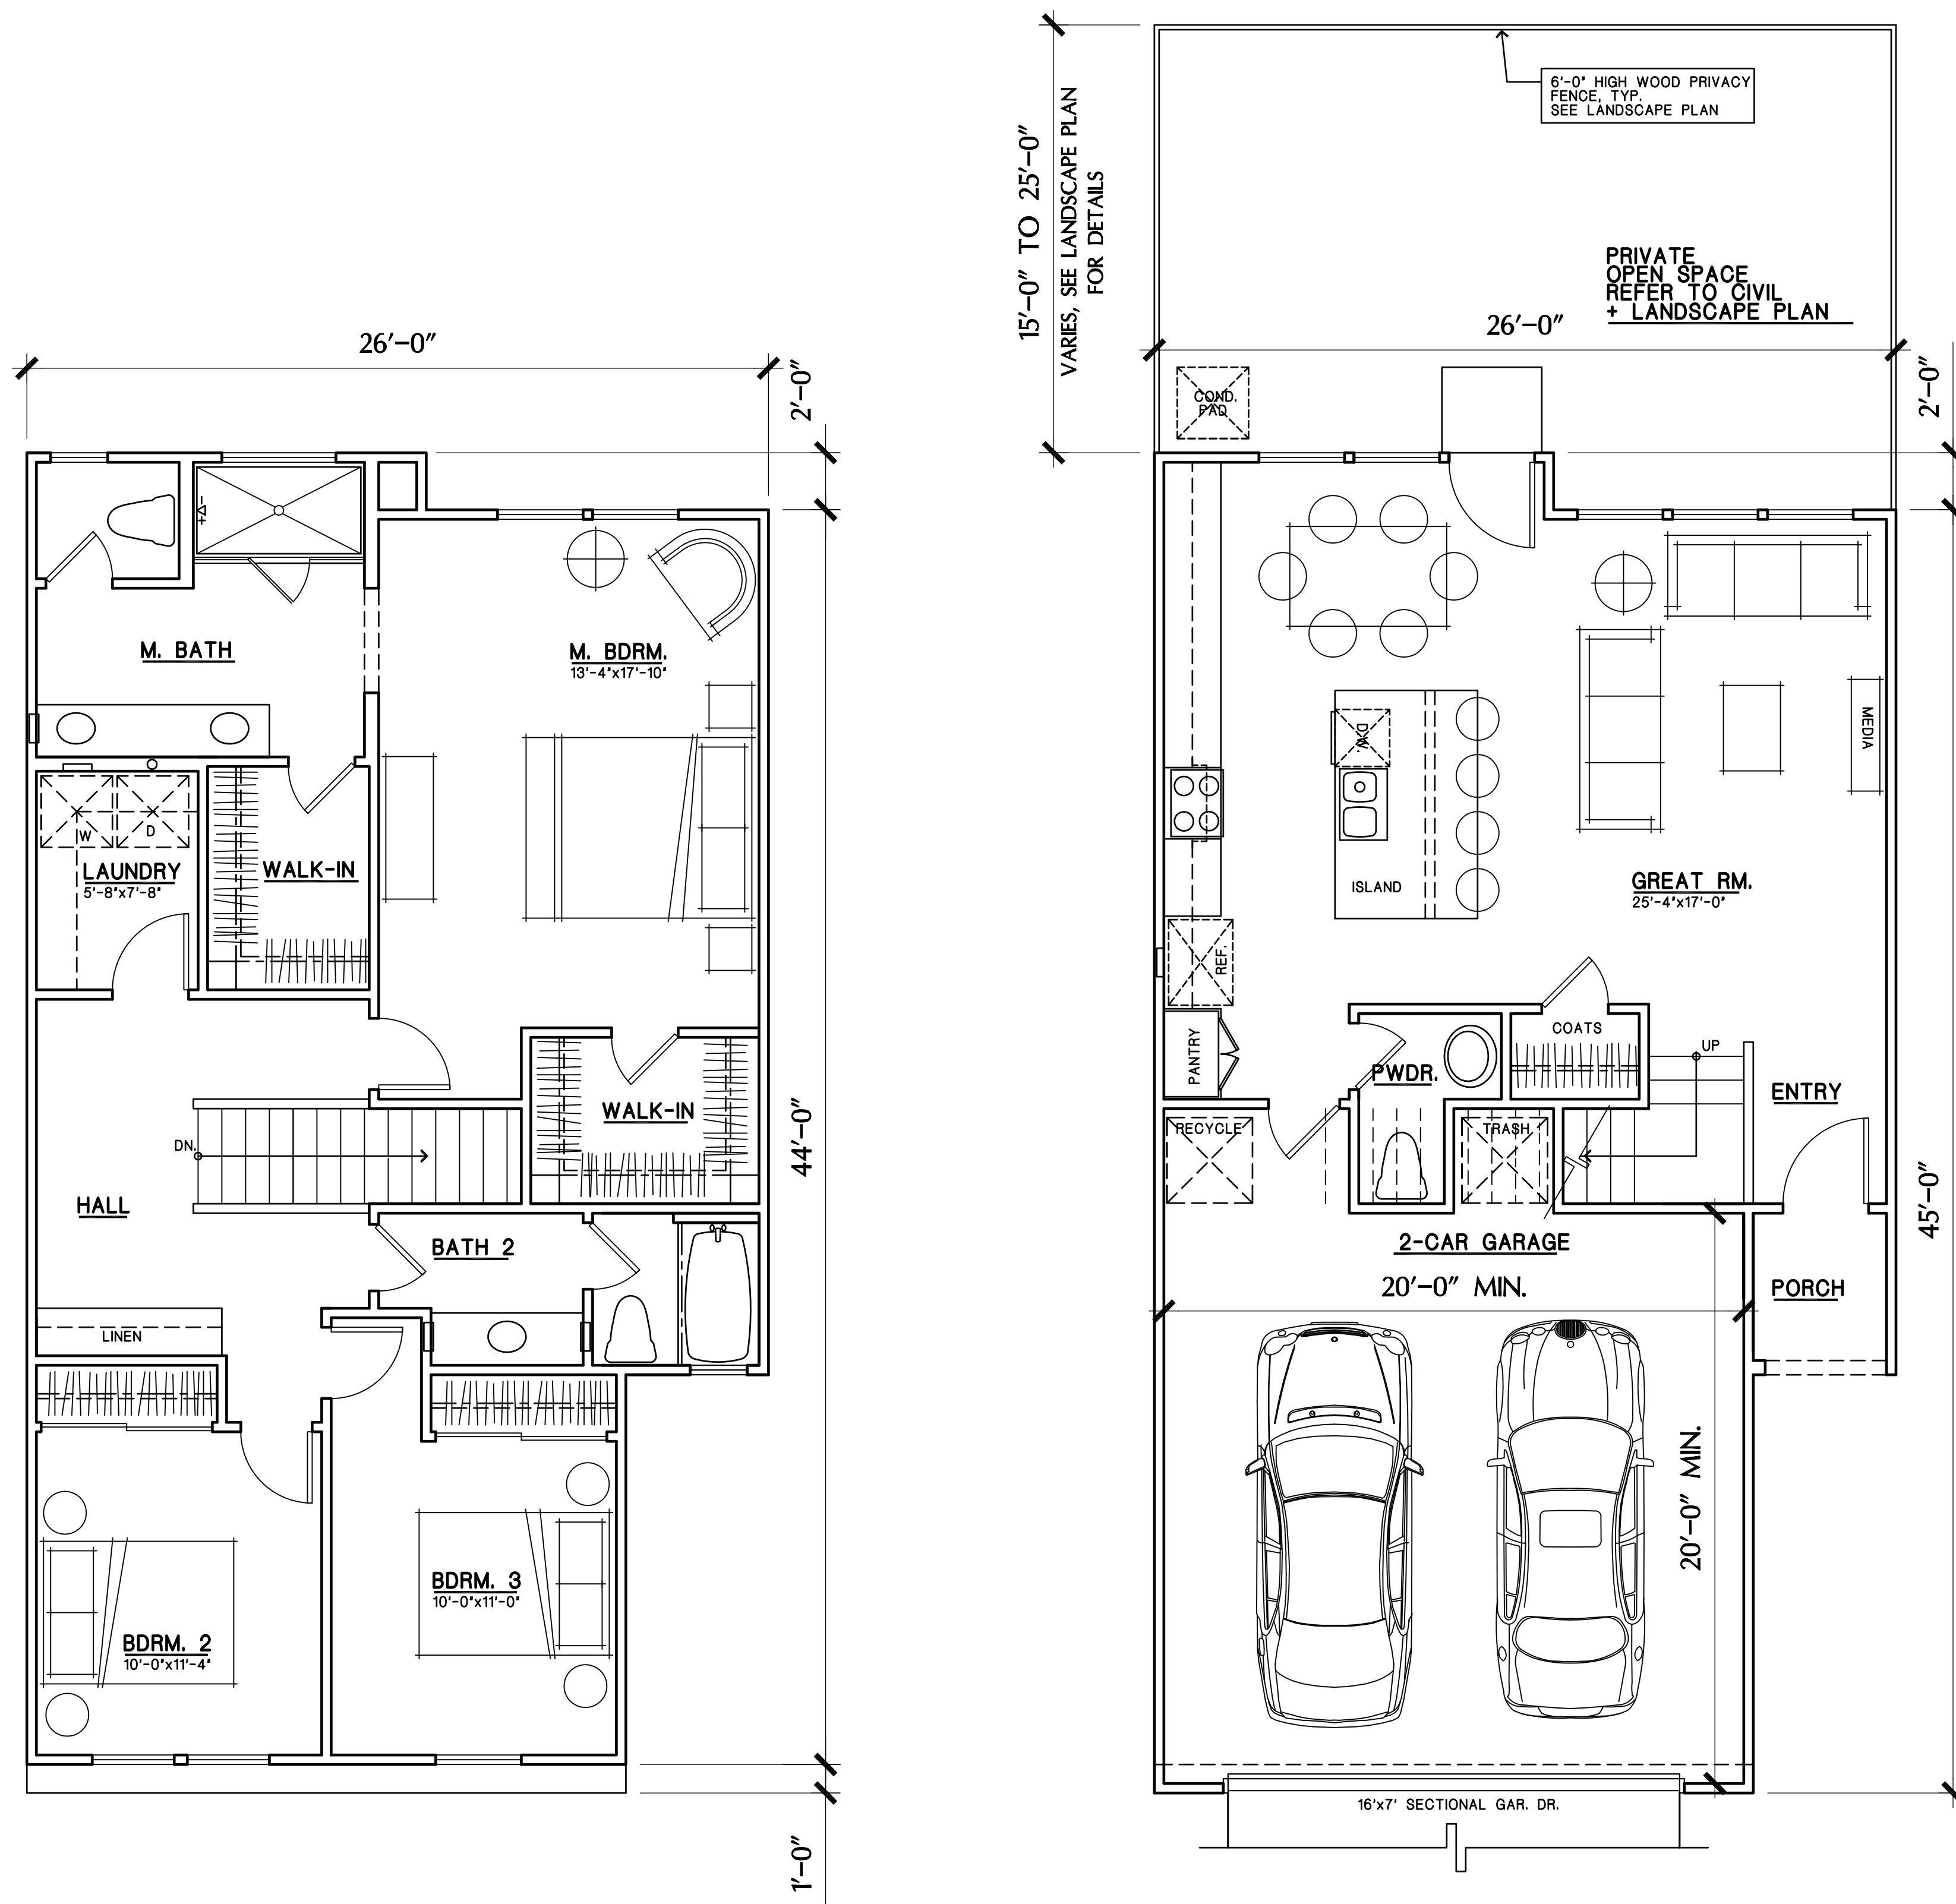 26'-0"
2'-0"
M. BATH
M. BDRM.
13'-4"x17'-10"
W
D
LAUNDRY
5'-8"x7'-8"
WALK-IN
WALK-IN
DN.
HALL
BATH 2
LINEN
44'-0"
BDRM. 3
10'-0"x11'-0"
BDRM. 2
10'-0"x11'-4"
1'-0"
15'-0" TO 25'-0"
VARIES, SEE LANDSCAPE PLAN
FOR DETAILS
6'-0" HIGH WOOD PRIVACY
FENCE, TYP.
SEE LANDSCAPE PLAN
PRIVATE
OPEN SPACE
REFER TO CIVIL
+ LANDSCAPE PLAN
26'-0"
2'-0"
COND.
PAD
D.W.
MEDIA
ISLAND
GREAT RM.
25'-4"x17'-0"
REF.
PANTRY
COATS
UP
PWDR.
ENTRY
RECYCLE
TRASH
45'-0"
2-CAR GARAGE
20'-0" MIN.
PORCH
20'-0" MIN.
16'x7' SECTIONAL GAR. DR.